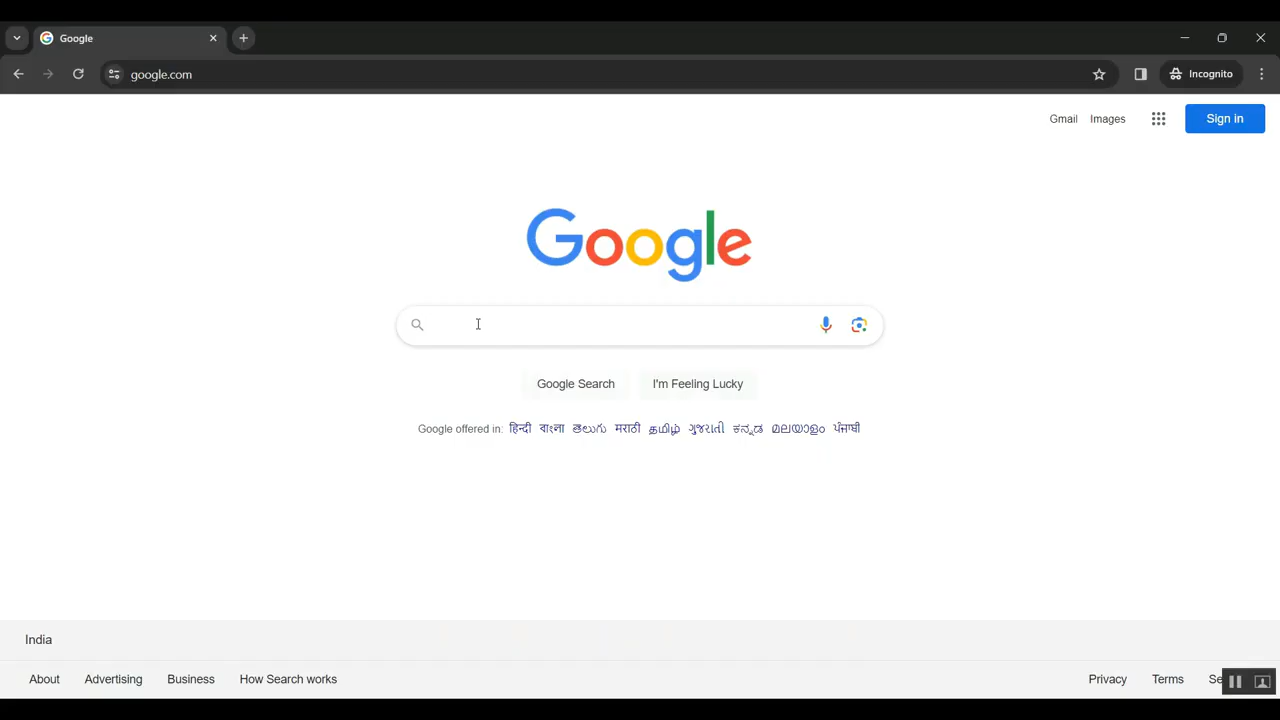 Google
google.com
Incognito
Gmail Images Sign in
Google
Google Search I'm Feeling Lucky
Google offered in: हिन्दी বাংলা తెలుగు मराठी தமிழ் ગુજરાતી ಕನ್ನಡ മലയാളം ਪੰਜਾਬੀ
India
About Advertising Business How Search works Privacy Terms Se